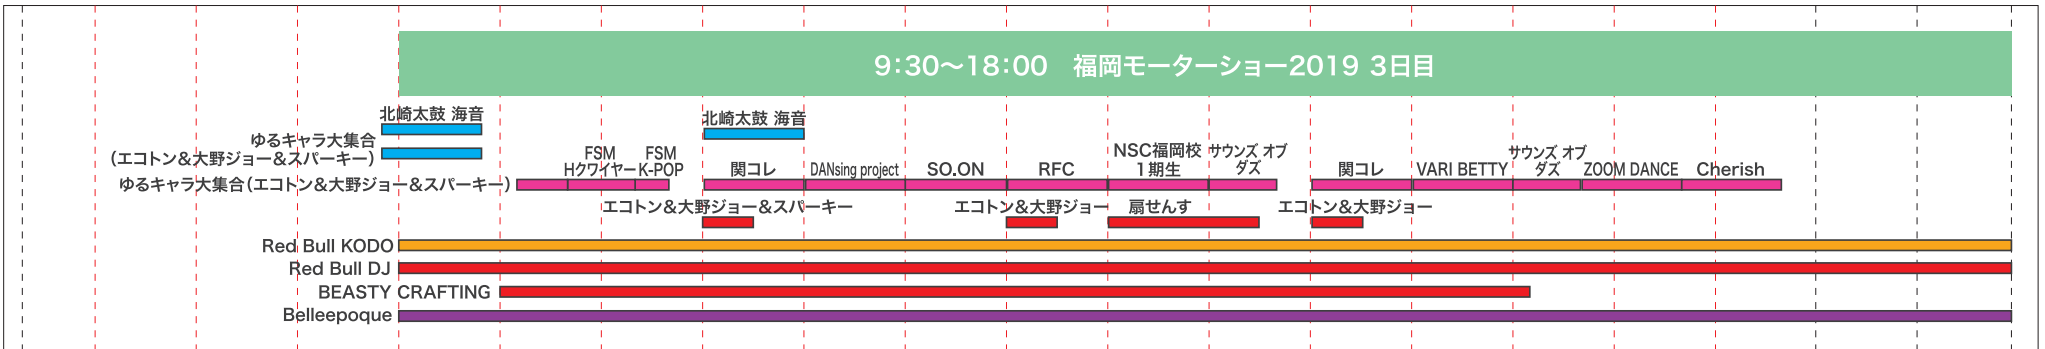 9:30〜18:00　福岡モーターショー2019 3日目
北崎太鼓 海音
北崎太鼓 海音
ゆるキャラ大集合
（エコトン＆大野ジョー＆スパーキー）
ゆるキャラ大集合（エコトン＆大野ジョー＆スパーキー）
FSM
Hクワイヤー
FSM
K-POP
関コレ
DANsing project
SO.ON
RFC
NSC福岡校
1期生
サウンズ オブ
ダズ
関コレ
VARI BETTY
サウンズ オブ
ダズ
ZOOM DANCE
Cherish
エコトン＆大野ジョー＆スパーキー
エコトン＆大野ジョー
扇せんす
エコトン＆大野ジョー
Red Bull KODO
Red Bull DJ
BEASTY CRAFTING
Belleepoque